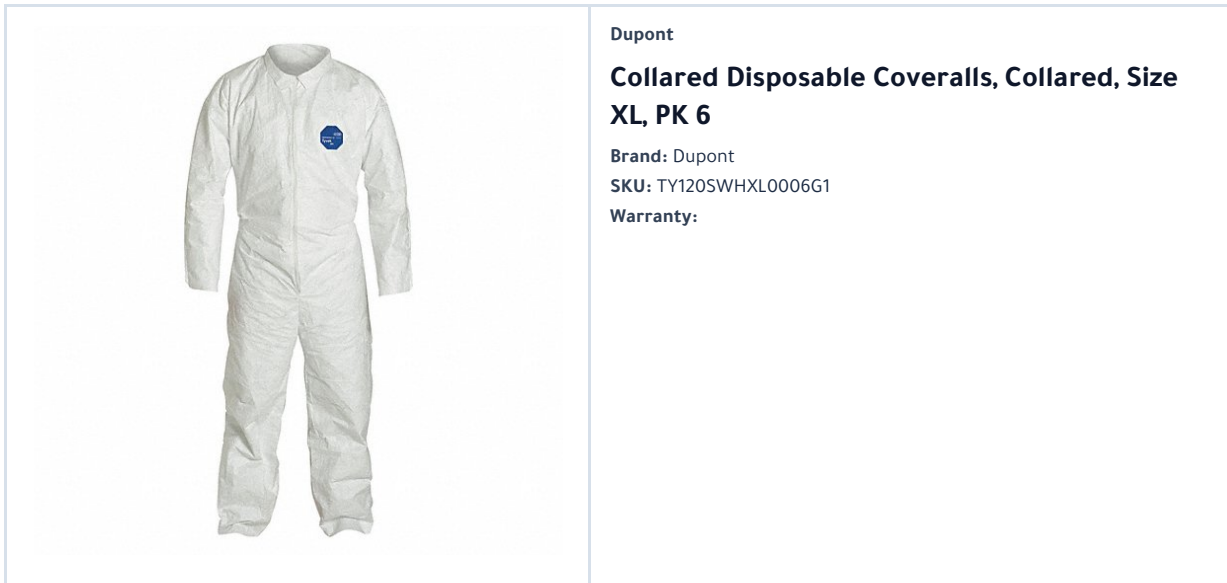 Dupont
Collared Disposable Coveralls, Collared, Size
XL, PK 6
Brand: Dupont
SKU: TY120SWHXL0006G1
Warranty: